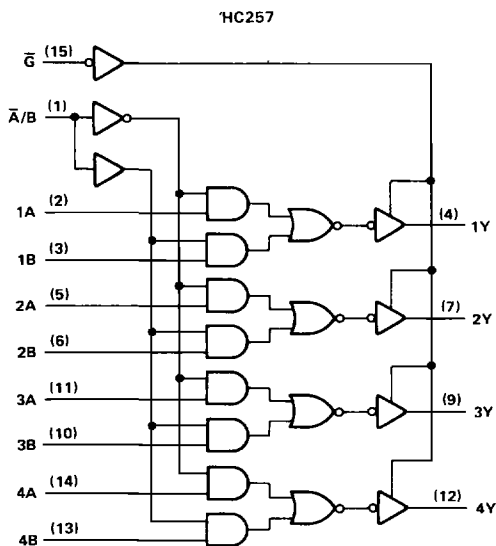 'HC257
G̅ (15)
A̅/B (1)
1A (2)
(4) 1Y
1B (3)
2A (5)
(7) 2Y
2B (6)
3A (11)
(9) 3Y
3B (10)
4A (14)
(12) 4Y
4B (13)